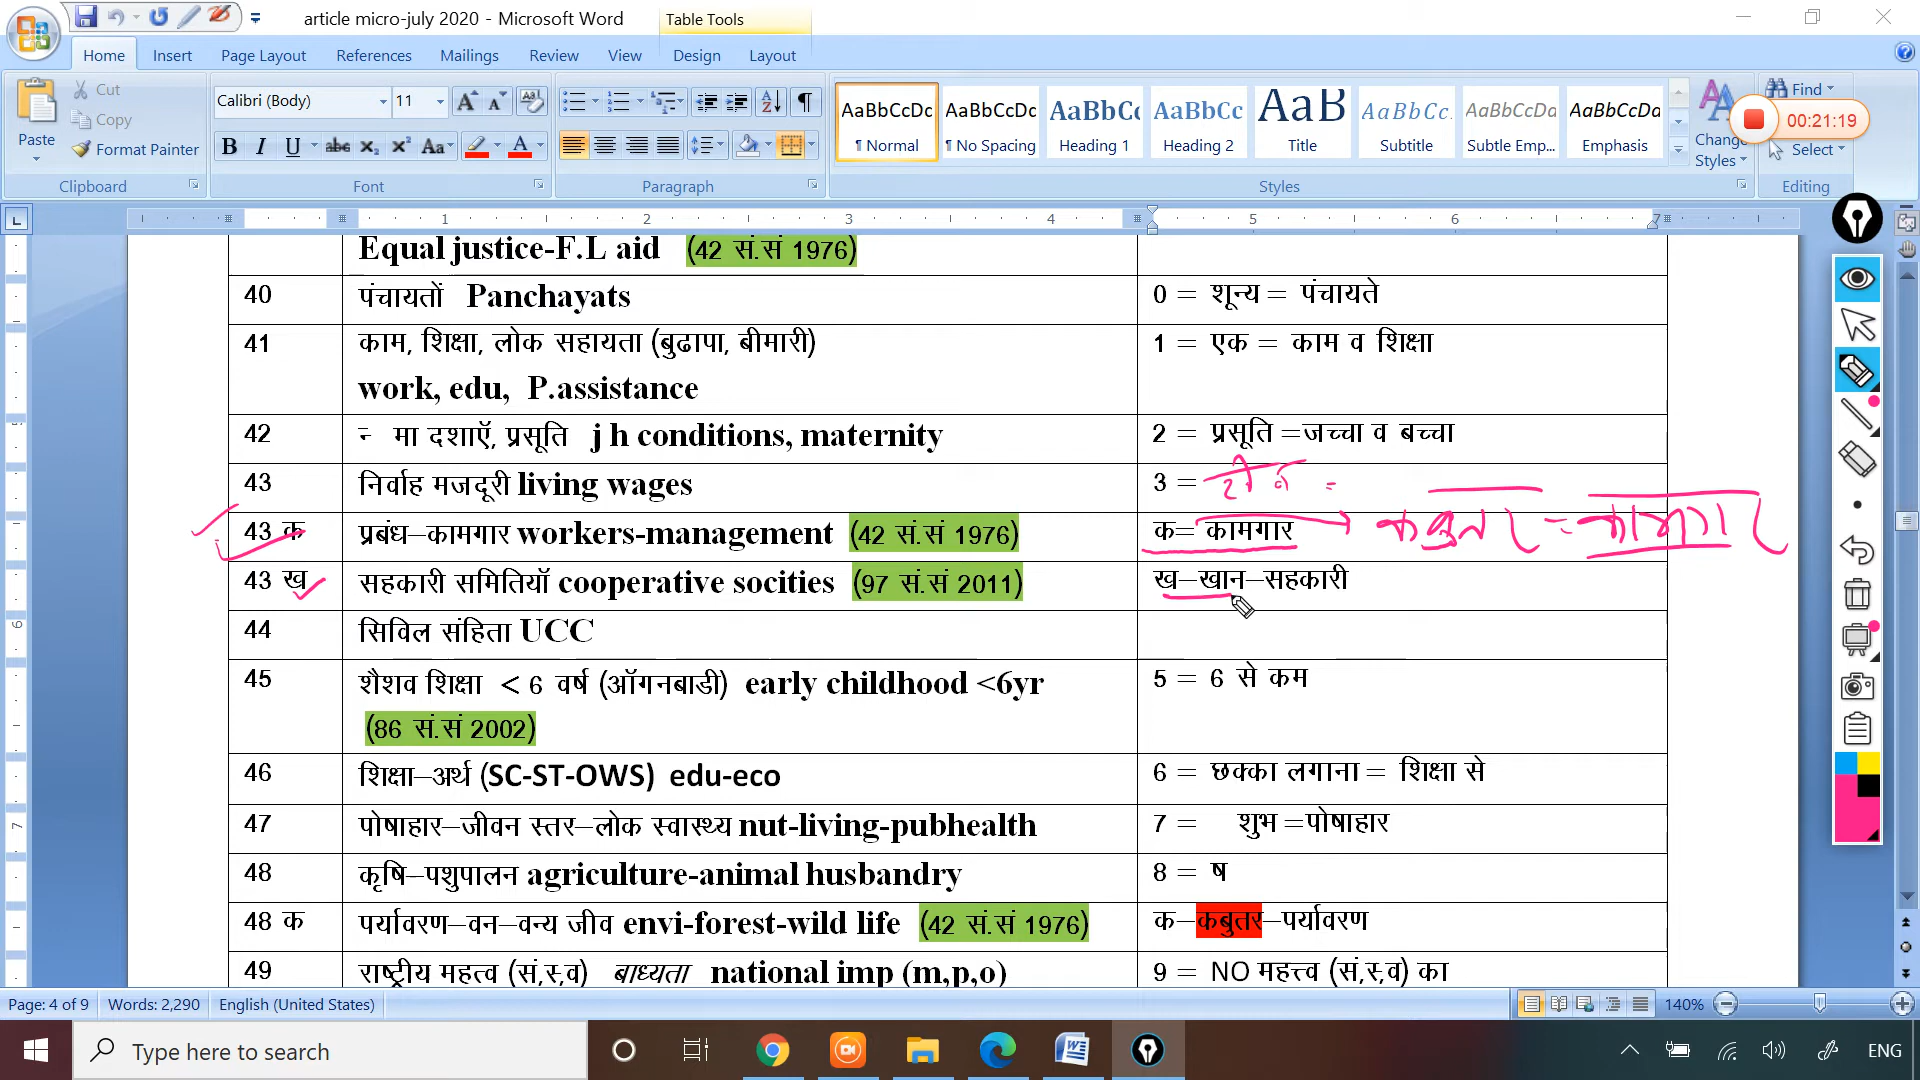 article micro-july 2020 - Microsoft Word
Table Tools
Home Insert Page Layout References Mailings Review View Design Layout
Paste
Cut
Copy
Format Painter
Clipboard
Calibri (Body) 11
Font
Paragraph
AaBbCcDc AaBbCcDc AaBbCc AaBbCc AaB AaBbCc. AaBbCcDa AaBbCcDc
¶ Normal ¶ No Spacing Heading 1 Heading 2 Title Subtitle Subtle Emp... Emphasis
Change Styles
Styles
Find
00:21:19
Select
Editing
1 2 3 4 5 6 7
Equal justice-F.L aid (42 सं.सं 1976)
40 पंचायतों Panchayats 0 = शून्य = पंचायते
41 काम, शिक्षा, लोक सहायता (बुढापा, बीमारी) 1 = एक = काम व शिक्षा
work, edu, P.assistance
42 न मा दशाऍ, प्रसूति j h conditions, maternity 2 = प्रसूति =जच्चा व बच्चा
43 निर्वाह मजदूरी living wages 3 =
43 क प्रबंध–कामगार workers-management (42 सं.सं 1976) क= कामगार
43 ख सहकारी समितियॉ cooperative socities (97 सं.सं 2011) ख–खान–सहकारी
44 सिविल संहिता UCC
45 शैशव शिक्षा < 6 वर्ष (ऑगनबाडी) early childhood <6yr 5 = 6 से कम
(86 सं.सं 2002)
46 शिक्षा–अर्थ (SC-ST-OWS) edu-eco 6 = छक्का लगाना = शिक्षा से
47 पोषाहार–जीवन स्तर–लोक स्वास्थ्य nut-living-pubhealth 7 = शुभ =पोषाहार
48 कृषि–पशुपालन agriculture-animal husbandry 8 = ष
48 क पर्यावरण–वन–वन्य जीव envi-forest-wild life (42 सं.सं 1976) क–कबुतर–पर्यावरण
49 राष्ट्रीय महत्व (सं,स्,व) बाध्यता national imp (m,p,o) 9 = NO महत्त्व (सं,स्,व) का
Page: 4 of 9 Words: 2,290 English (United States) 140%
Type here to search
ENG